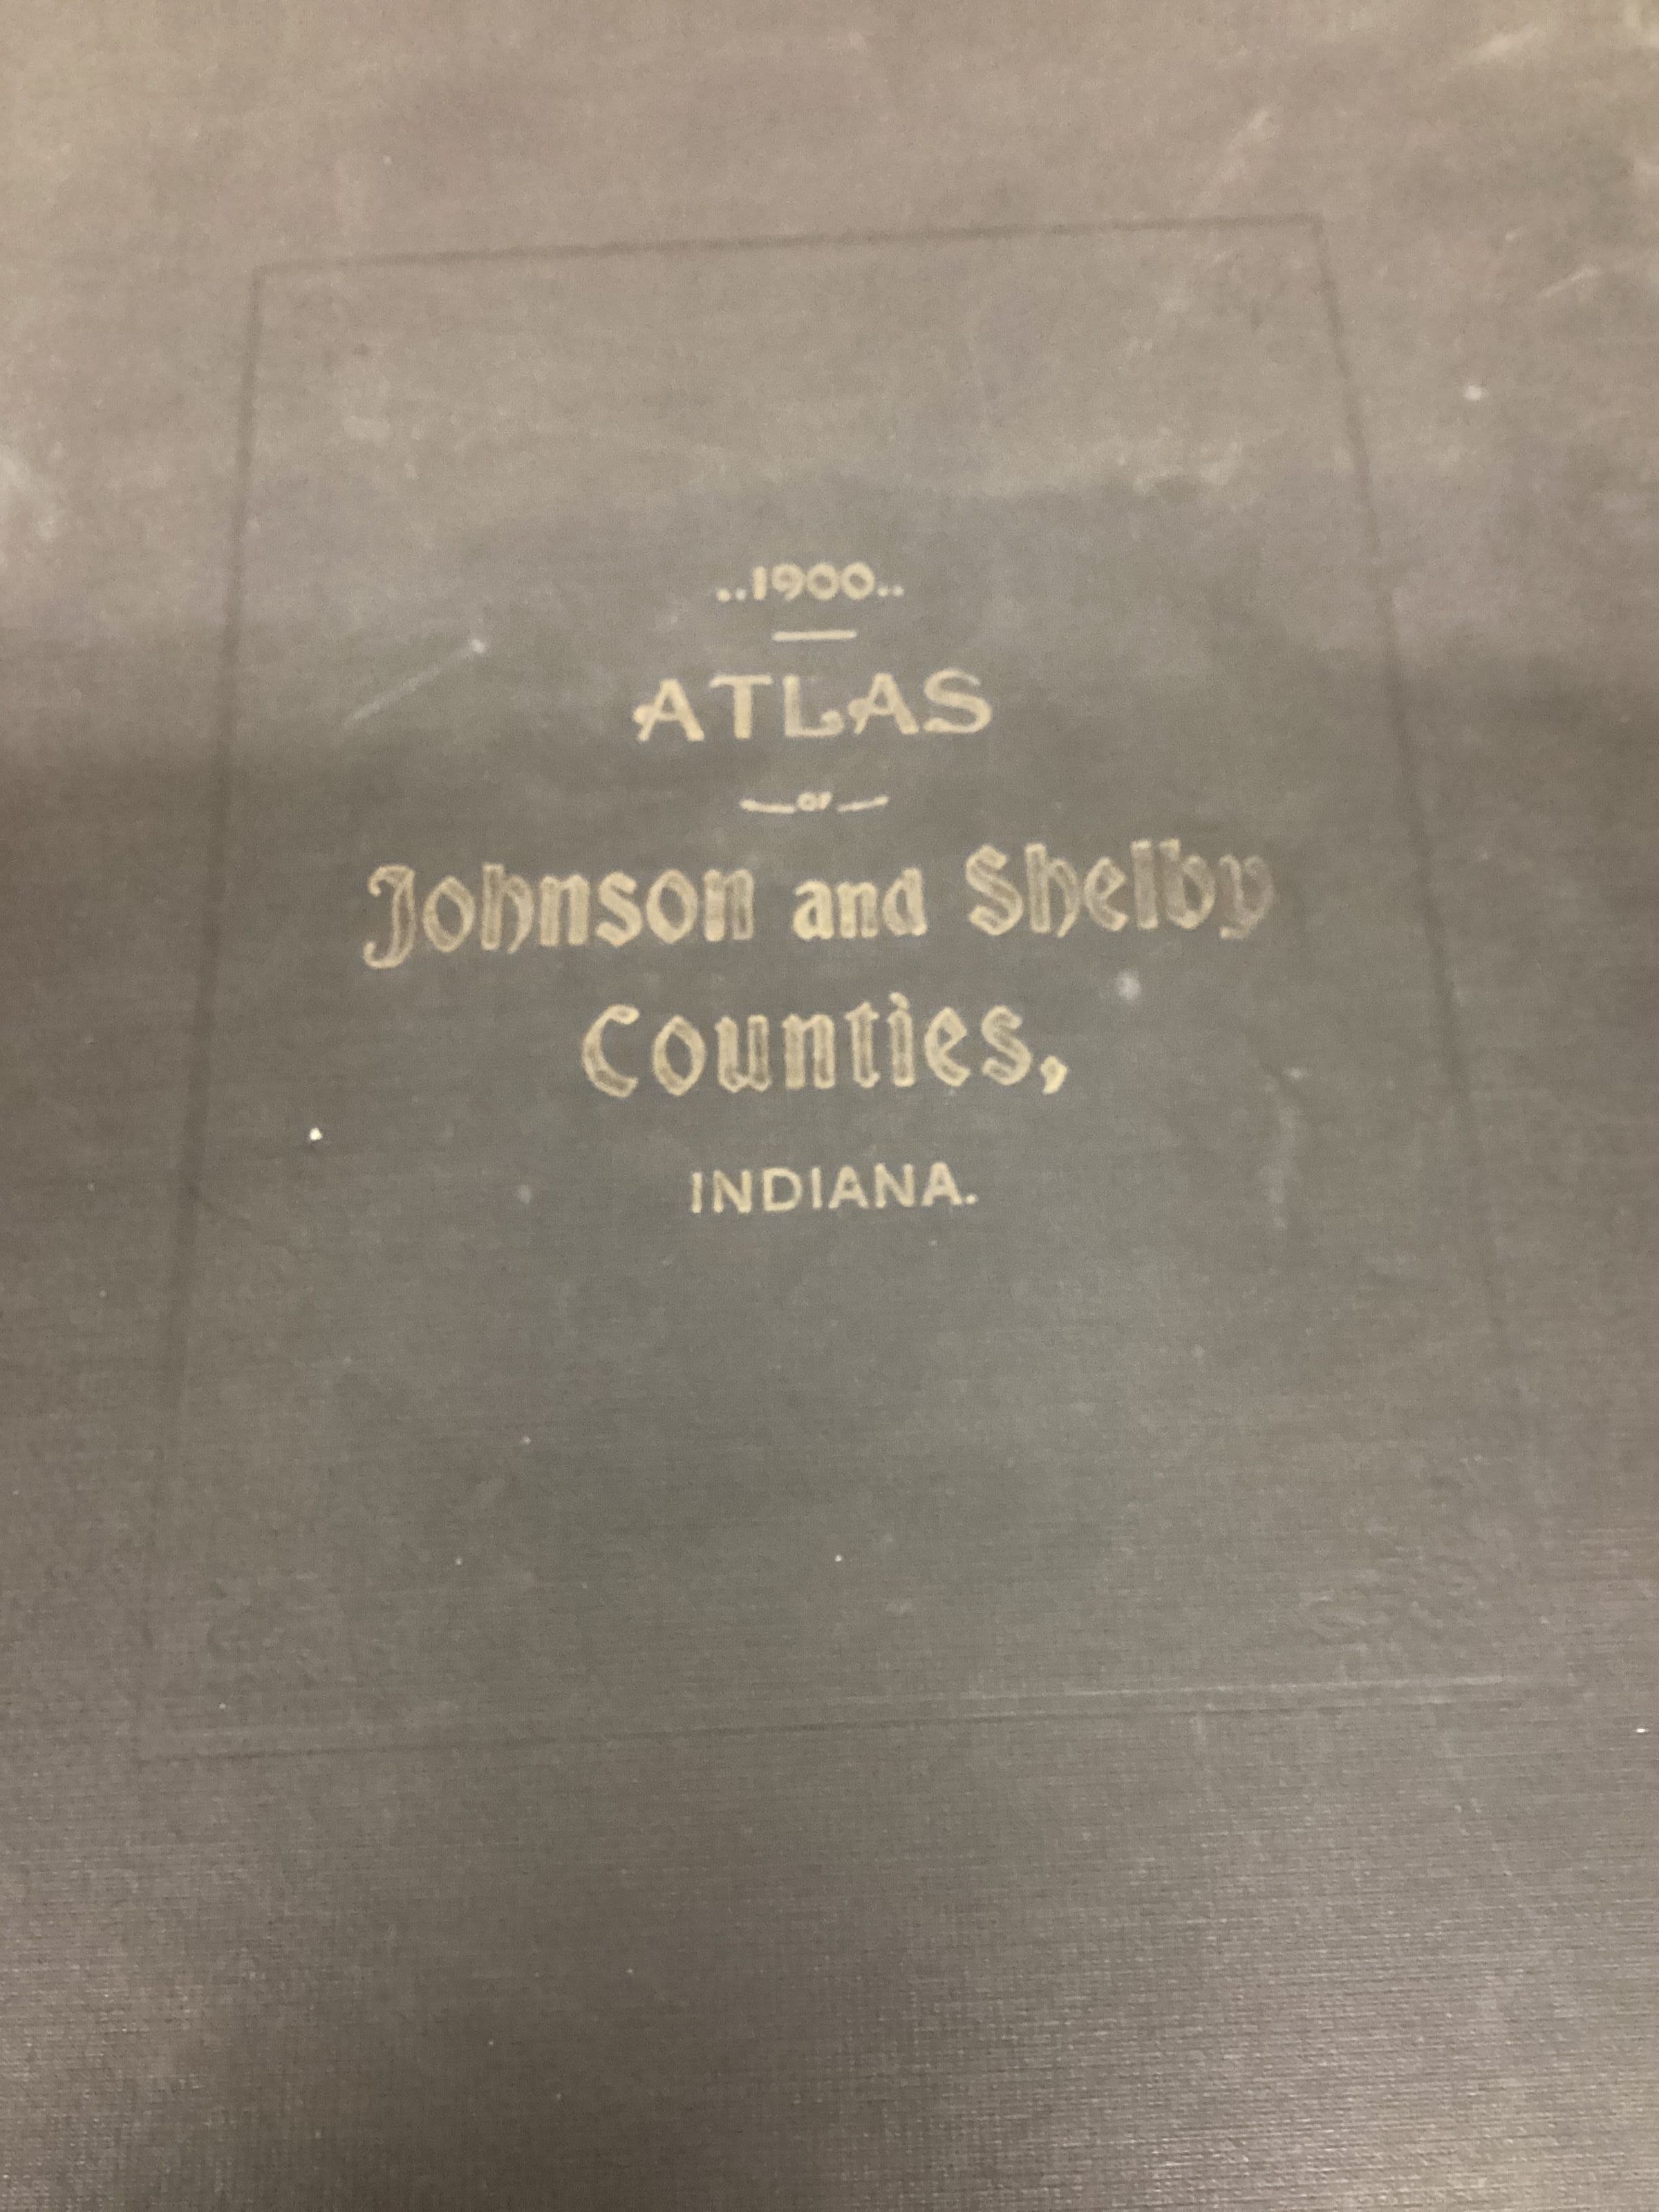 ..1900..
ATLAS
OF
Johnson and Shelby
Counties,
INDIANA.